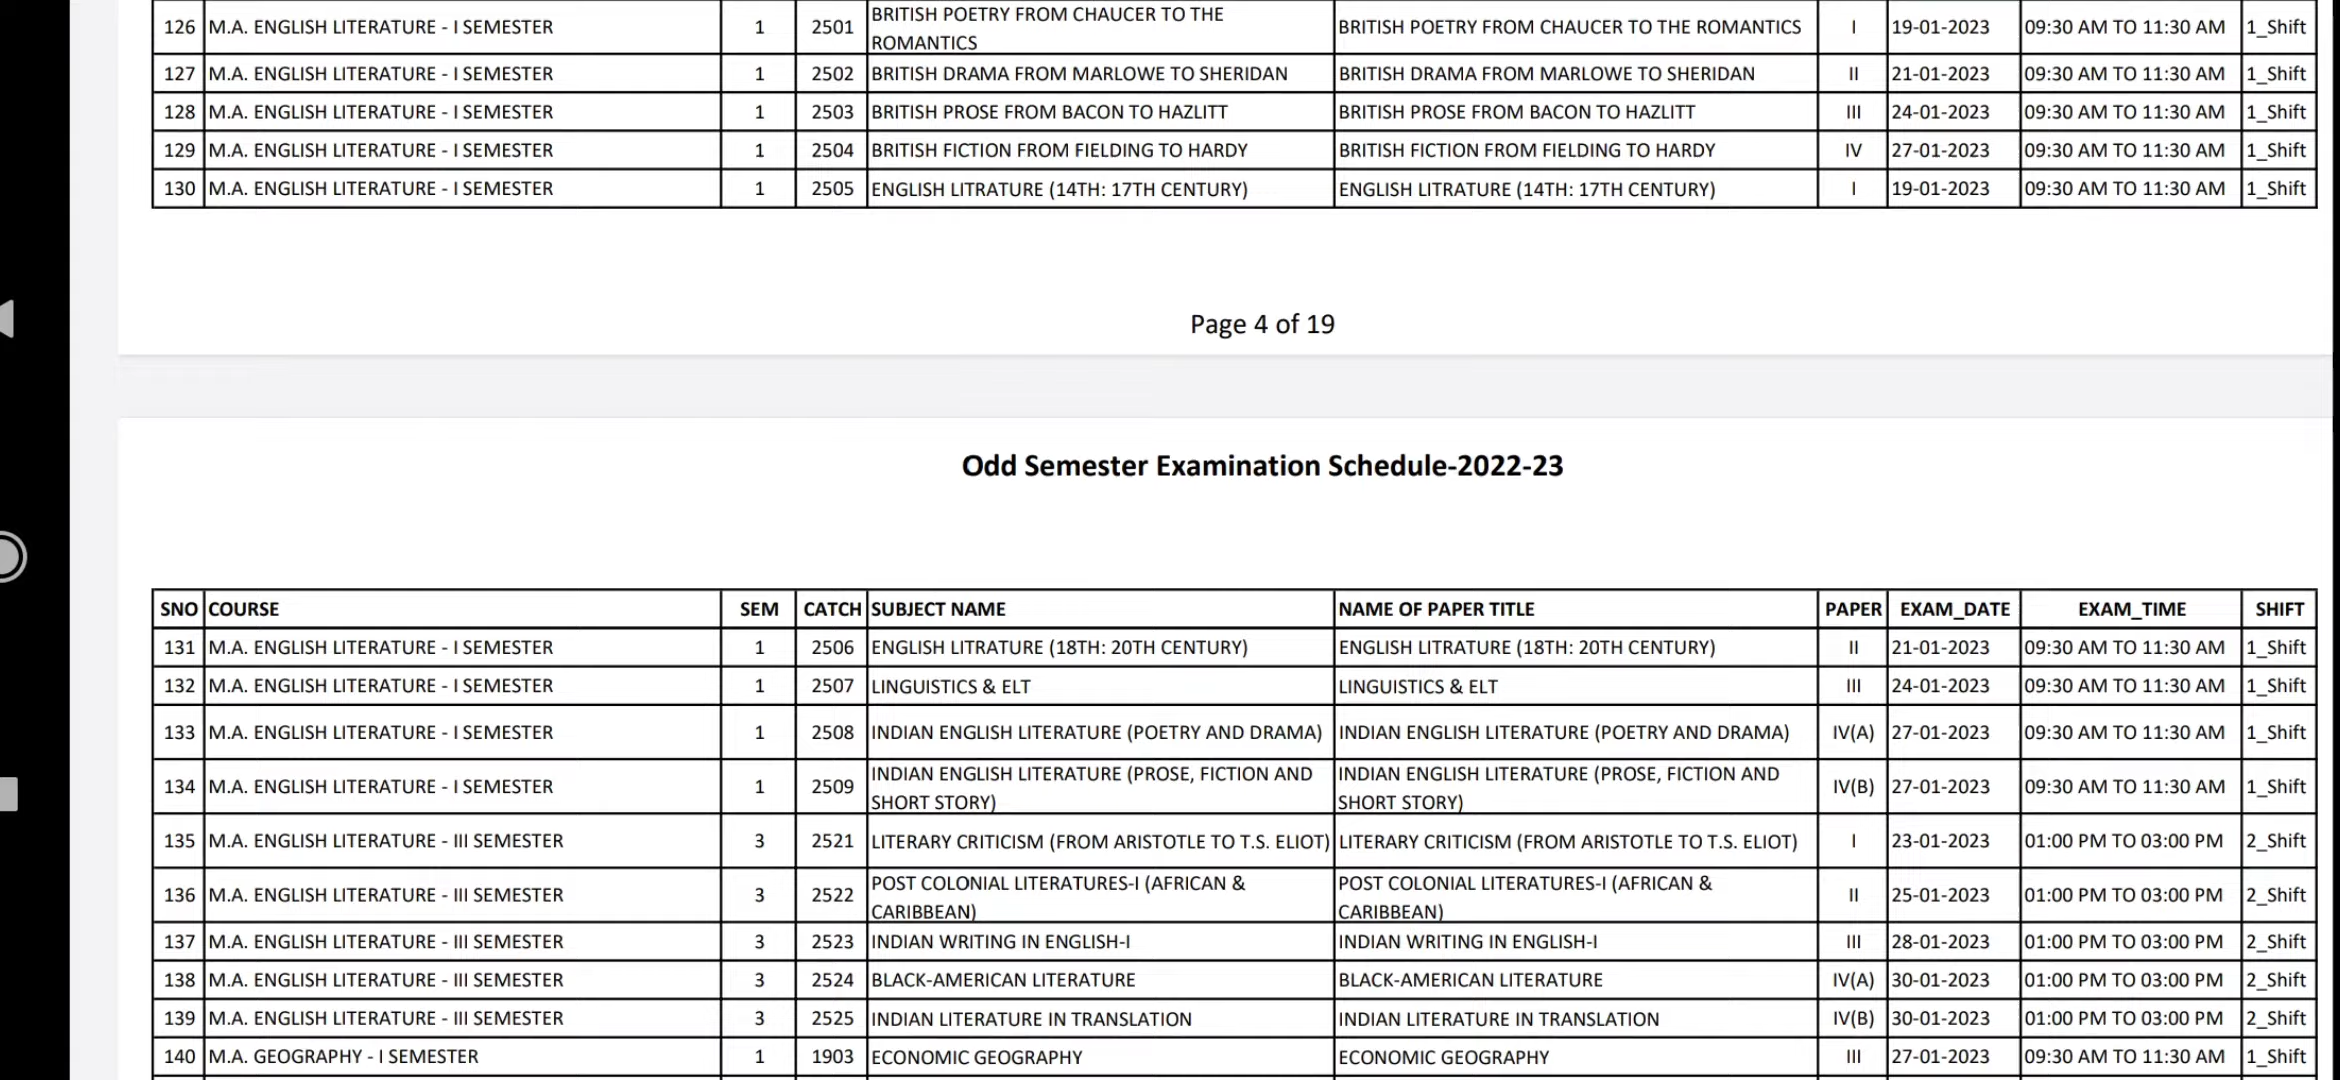 126 M.A. ENGLISH LITERATURE - I SEMESTER 1 2501 BRITISH POETRY FROM CHAUCER TO THE ROMANTICS BRITISH POETRY FROM CHAUCER TO THE ROMANTICS I 19-01-2023 09:30 AM TO 11:30 AM 1_Shift
127 M.A. ENGLISH LITERATURE - I SEMESTER 1 2502 BRITISH DRAMA FROM MARLOWE TO SHERIDAN BRITISH DRAMA FROM MARLOWE TO SHERIDAN II 21-01-2023 09:30 AM TO 11:30 AM 1_Shift
128 M.A. ENGLISH LITERATURE - I SEMESTER 1 2503 BRITISH PROSE FROM BACON TO HAZLITT BRITISH PROSE FROM BACON TO HAZLITT III 24-01-2023 09:30 AM TO 11:30 AM 1_Shift
129 M.A. ENGLISH LITERATURE - I SEMESTER 1 2504 BRITISH FICTION FROM FIELDING TO HARDY BRITISH FICTION FROM FIELDING TO HARDY IV 27-01-2023 09:30 AM TO 11:30 AM 1_Shift
130 M.A. ENGLISH LITERATURE - I SEMESTER 1 2505 ENGLISH LITRATURE (14TH: 17TH CENTURY) ENGLISH LITRATURE (14TH: 17TH CENTURY) I 19-01-2023 09:30 AM TO 11:30 AM 1_Shift
Page 4 of 19
Odd Semester Examination Schedule-2022-23
SNO COURSE SEM CATCH SUBJECT NAME NAME OF PAPER TITLE PAPER EXAM_DATE EXAM_TIME SHIFT
131 M.A. ENGLISH LITERATURE - I SEMESTER 1 2506 ENGLISH LITRATURE (18TH: 20TH CENTURY) ENGLISH LITRATURE (18TH: 20TH CENTURY) II 21-01-2023 09:30 AM TO 11:30 AM 1_Shift
132 M.A. ENGLISH LITERATURE - I SEMESTER 1 2507 LINGUISTICS & ELT LINGUISTICS & ELT III 24-01-2023 09:30 AM TO 11:30 AM 1_Shift
133 M.A. ENGLISH LITERATURE - I SEMESTER 1 2508 INDIAN ENGLISH LITERATURE (POETRY AND DRAMA) INDIAN ENGLISH LITERATURE (POETRY AND DRAMA) IV(A) 27-01-2023 09:30 AM TO 11:30 AM 1_Shift
134 M.A. ENGLISH LITERATURE - I SEMESTER 1 2509 INDIAN ENGLISH LITERATURE (PROSE, FICTION AND SHORT STORY) INDIAN ENGLISH LITERATURE (PROSE, FICTION AND SHORT STORY) IV(B) 27-01-2023 09:30 AM TO 11:30 AM 1_Shift
135 M.A. ENGLISH LITERATURE - III SEMESTER 3 2521 LITERARY CRITICISM (FROM ARISTOTLE TO T.S. ELIOT) LITERARY CRITICISM (FROM ARISTOTLE TO T.S. ELIOT) I 23-01-2023 01:00 PM TO 03:00 PM 2_Shift
136 M.A. ENGLISH LITERATURE - III SEMESTER 3 2522 POST COLONIAL LITERATURES-I (AFRICAN & CARIBBEAN) POST COLONIAL LITERATURES-I (AFRICAN & CARIBBEAN) II 25-01-2023 01:00 PM TO 03:00 PM 2_Shift
137 M.A. ENGLISH LITERATURE - III SEMESTER 3 2523 INDIAN WRITING IN ENGLISH-I INDIAN WRITING IN ENGLISH-I III 28-01-2023 01:00 PM TO 03:00 PM 2_Shift
138 M.A. ENGLISH LITERATURE - III SEMESTER 3 2524 BLACK-AMERICAN LITERATURE BLACK-AMERICAN LITERATURE IV(A) 30-01-2023 01:00 PM TO 03:00 PM 2_Shift
139 M.A. ENGLISH LITERATURE - III SEMESTER 3 2525 INDIAN LITERATURE IN TRANSLATION INDIAN LITERATURE IN TRANSLATION IV(B) 30-01-2023 01:00 PM TO 03:00 PM 2_Shift
140 M.A. GEOGRAPHY - I SEMESTER 1 1903 ECONOMIC GEOGRAPHY ECONOMIC GEOGRAPHY III 27-01-2023 09:30 AM TO 11:30 AM 1_Shift